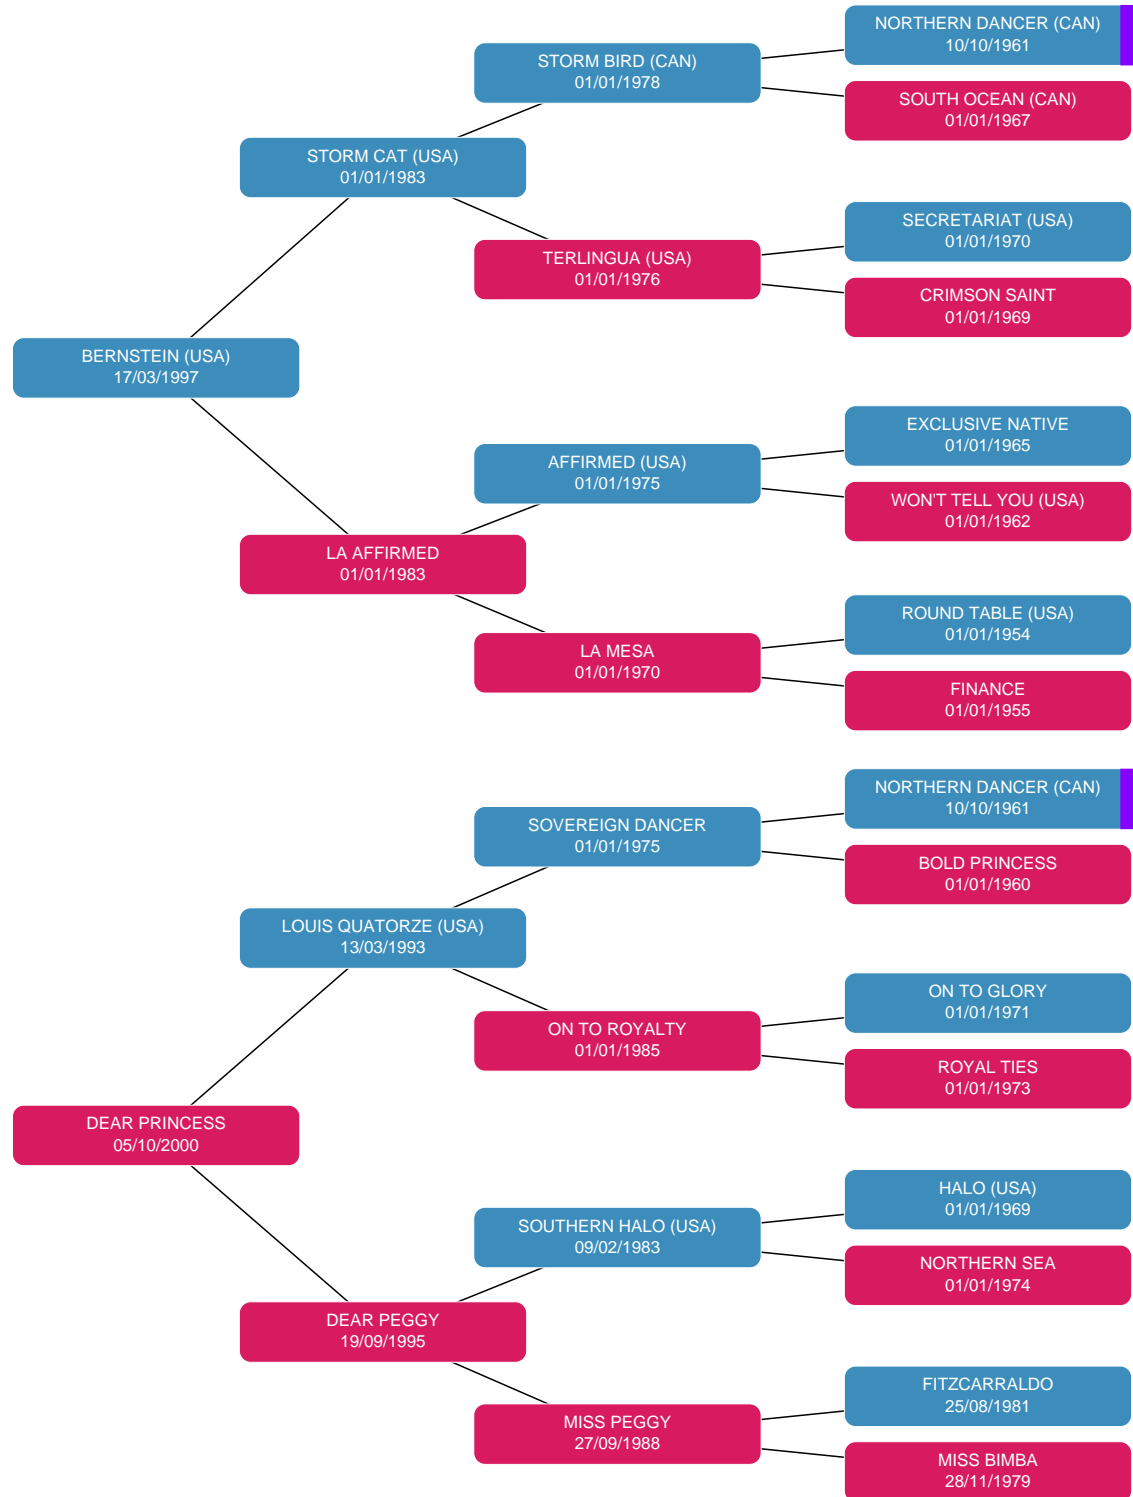 NORTHERN DANCER (CAN)
10/10/1961
STORM BIRD (CAN)
01/01/1978
SOUTH OCEAN (CAN)
01/01/1967
STORM CAT (USA)
01/01/1983
SECRETARIAT (USA)
01/01/1970
TERLINGUA (USA)
01/01/1976
CRIMSON SAINT
01/01/1969
BERNSTEIN (USA)
17/03/1997
EXCLUSIVE NATIVE
01/01/1965
AFFIRMED (USA)
01/01/1975
WON'T TELL YOU (USA)
01/01/1962
LA AFFIRMED
01/01/1983
ROUND TABLE (USA)
01/01/1954
LA MESA
01/01/1970
FINANCE
01/01/1955
NORTHERN DANCER (CAN)
10/10/1961
SOVEREIGN DANCER
01/01/1975
BOLD PRINCESS
01/01/1960
LOUIS QUATORZE (USA)
13/03/1993
ON TO GLORY
01/01/1971
ON TO ROYALTY
01/01/1985
ROYAL TIES
01/01/1973
DEAR PRINCESS
05/10/2000
HALO (USA)
01/01/1969
SOUTHERN HALO (USA)
09/02/1983
NORTHERN SEA
01/01/1974
DEAR PEGGY
19/09/1995
FITZCARRALDO
25/08/1981
MISS PEGGY
27/09/1988
MISS BIMBA
28/11/1979